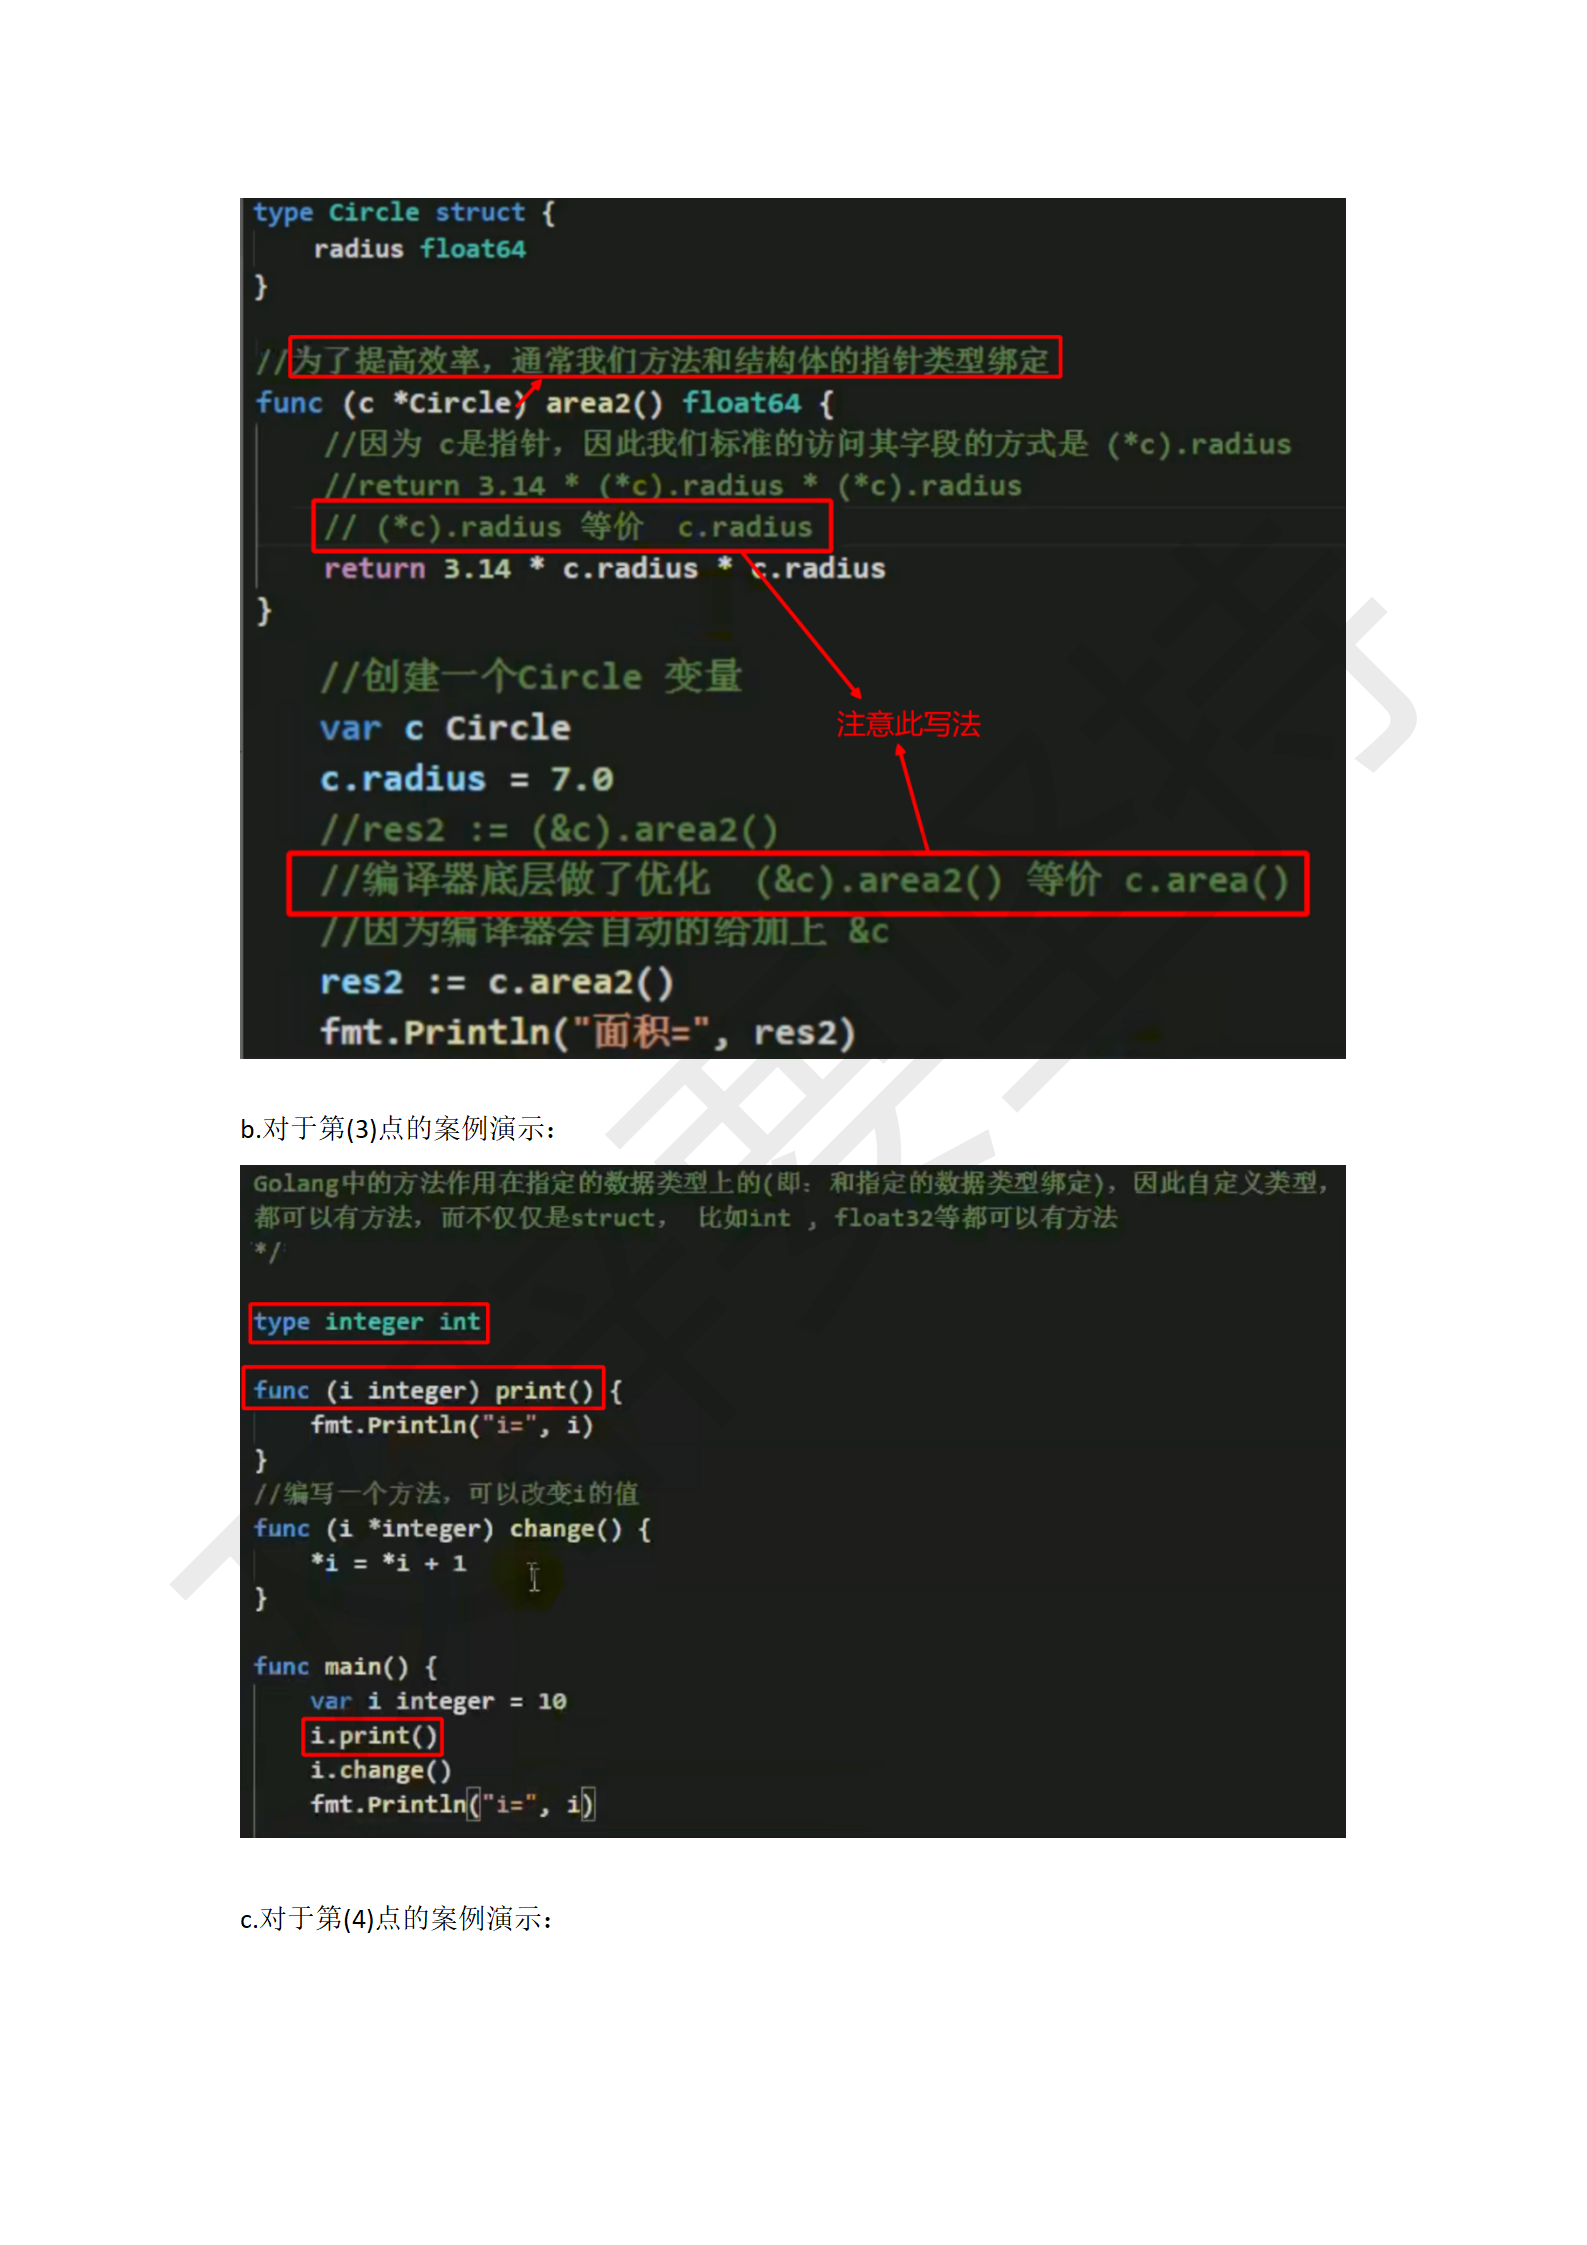 type Circle struct {
radius float64
}
//为了提高效率，通常我们方法和结构体的指针类型绑定
func (c *Circle) area2() float64 {
//因为 c是指针，因此我们标准的访问其字段的方式是 (*c).radius
//return 3.14 * (*c).radius * (*c).radius
// (*c).radius 等价 c.radius
return 3.14 * c.radius * c.radius
}
//创建一个Circle 变量
注意此写法
var c Circle
c.radius = 7.0
//res2 := (&c).area2()
//编译器底层做了优化 (&c).area2() 等价 c.area()
//因为编译器会自动的给加上 &c
res2 := c.area2()
fmt.Println("面积=", res2)
b.对于第(3)点的案例演示：
Golang中的方法作用在指定的数据类型上的(即：和指定的数据类型绑定)，因此自定义类型，
都可以有方法，而不仅仅是struct， 比如int , float32等都可以有方法
*/
type integer int
func (i integer) print() {
fmt.Println("i=", i)
}
//编写一个方法，可以改变i的值
func (i *integer) change() {
*i = *i + 1
}
func main() {
var i integer = 10
i.print()
i.change()
fmt.Println("i=", i)
c.对于第(4)点的案例演示：